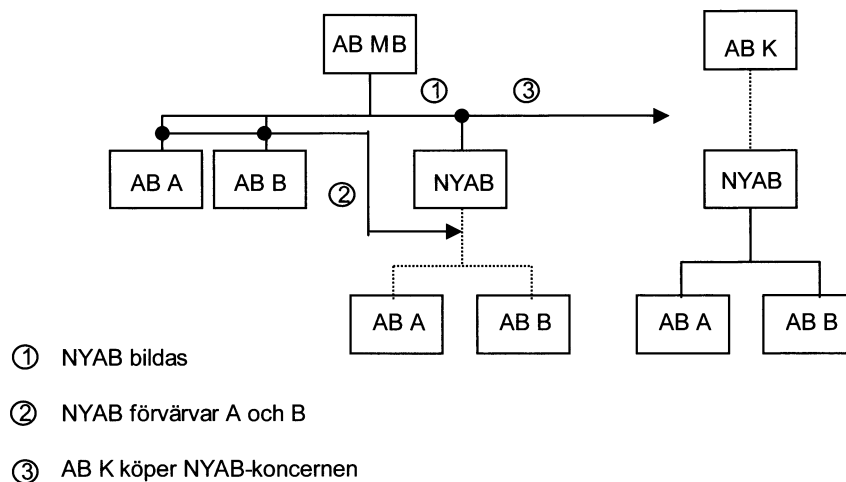 AB MB
AB K
① ③
AB A AB B ② NYAB NYAB
AB A AB B AB A AB B
① NYAB bildas
② NYAB förvärvar A och B
③ AB K köper NYAB-koncernen